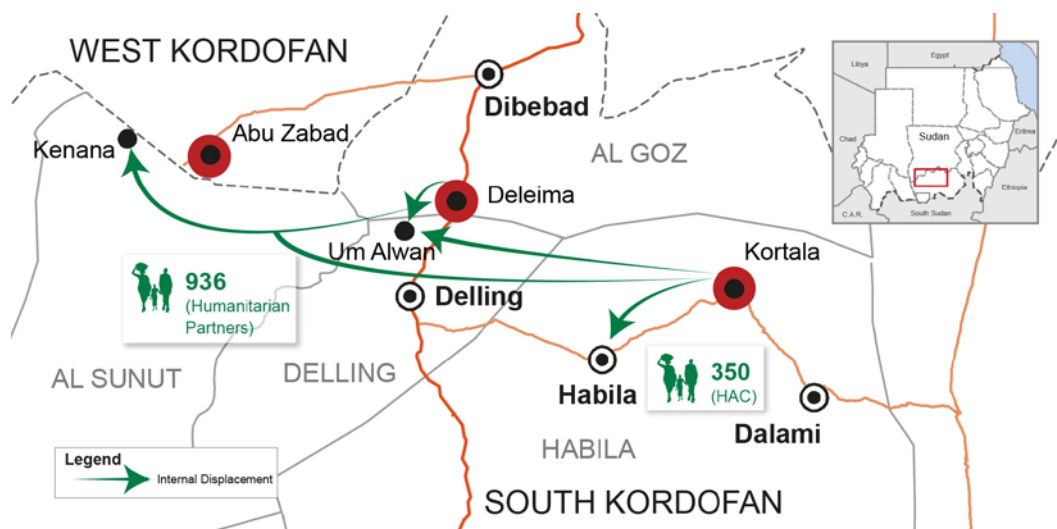 WEST KORDOFAN
Dibebad
Abu Zabad
Kenana
AL GOZ
Deleima
Um Alwan
Kortala
936
(Humanitarian
Partners)
Delling
AL SUNUT
DELLING
Habila
350
(HAC)
Dalami
HABILA
SOUTH KORDOFAN
Legend
Internal Displacement
Libya
Egypt
Chad
Sudan
Eritrea
Ethiopia
C.A.R.
South Sudan